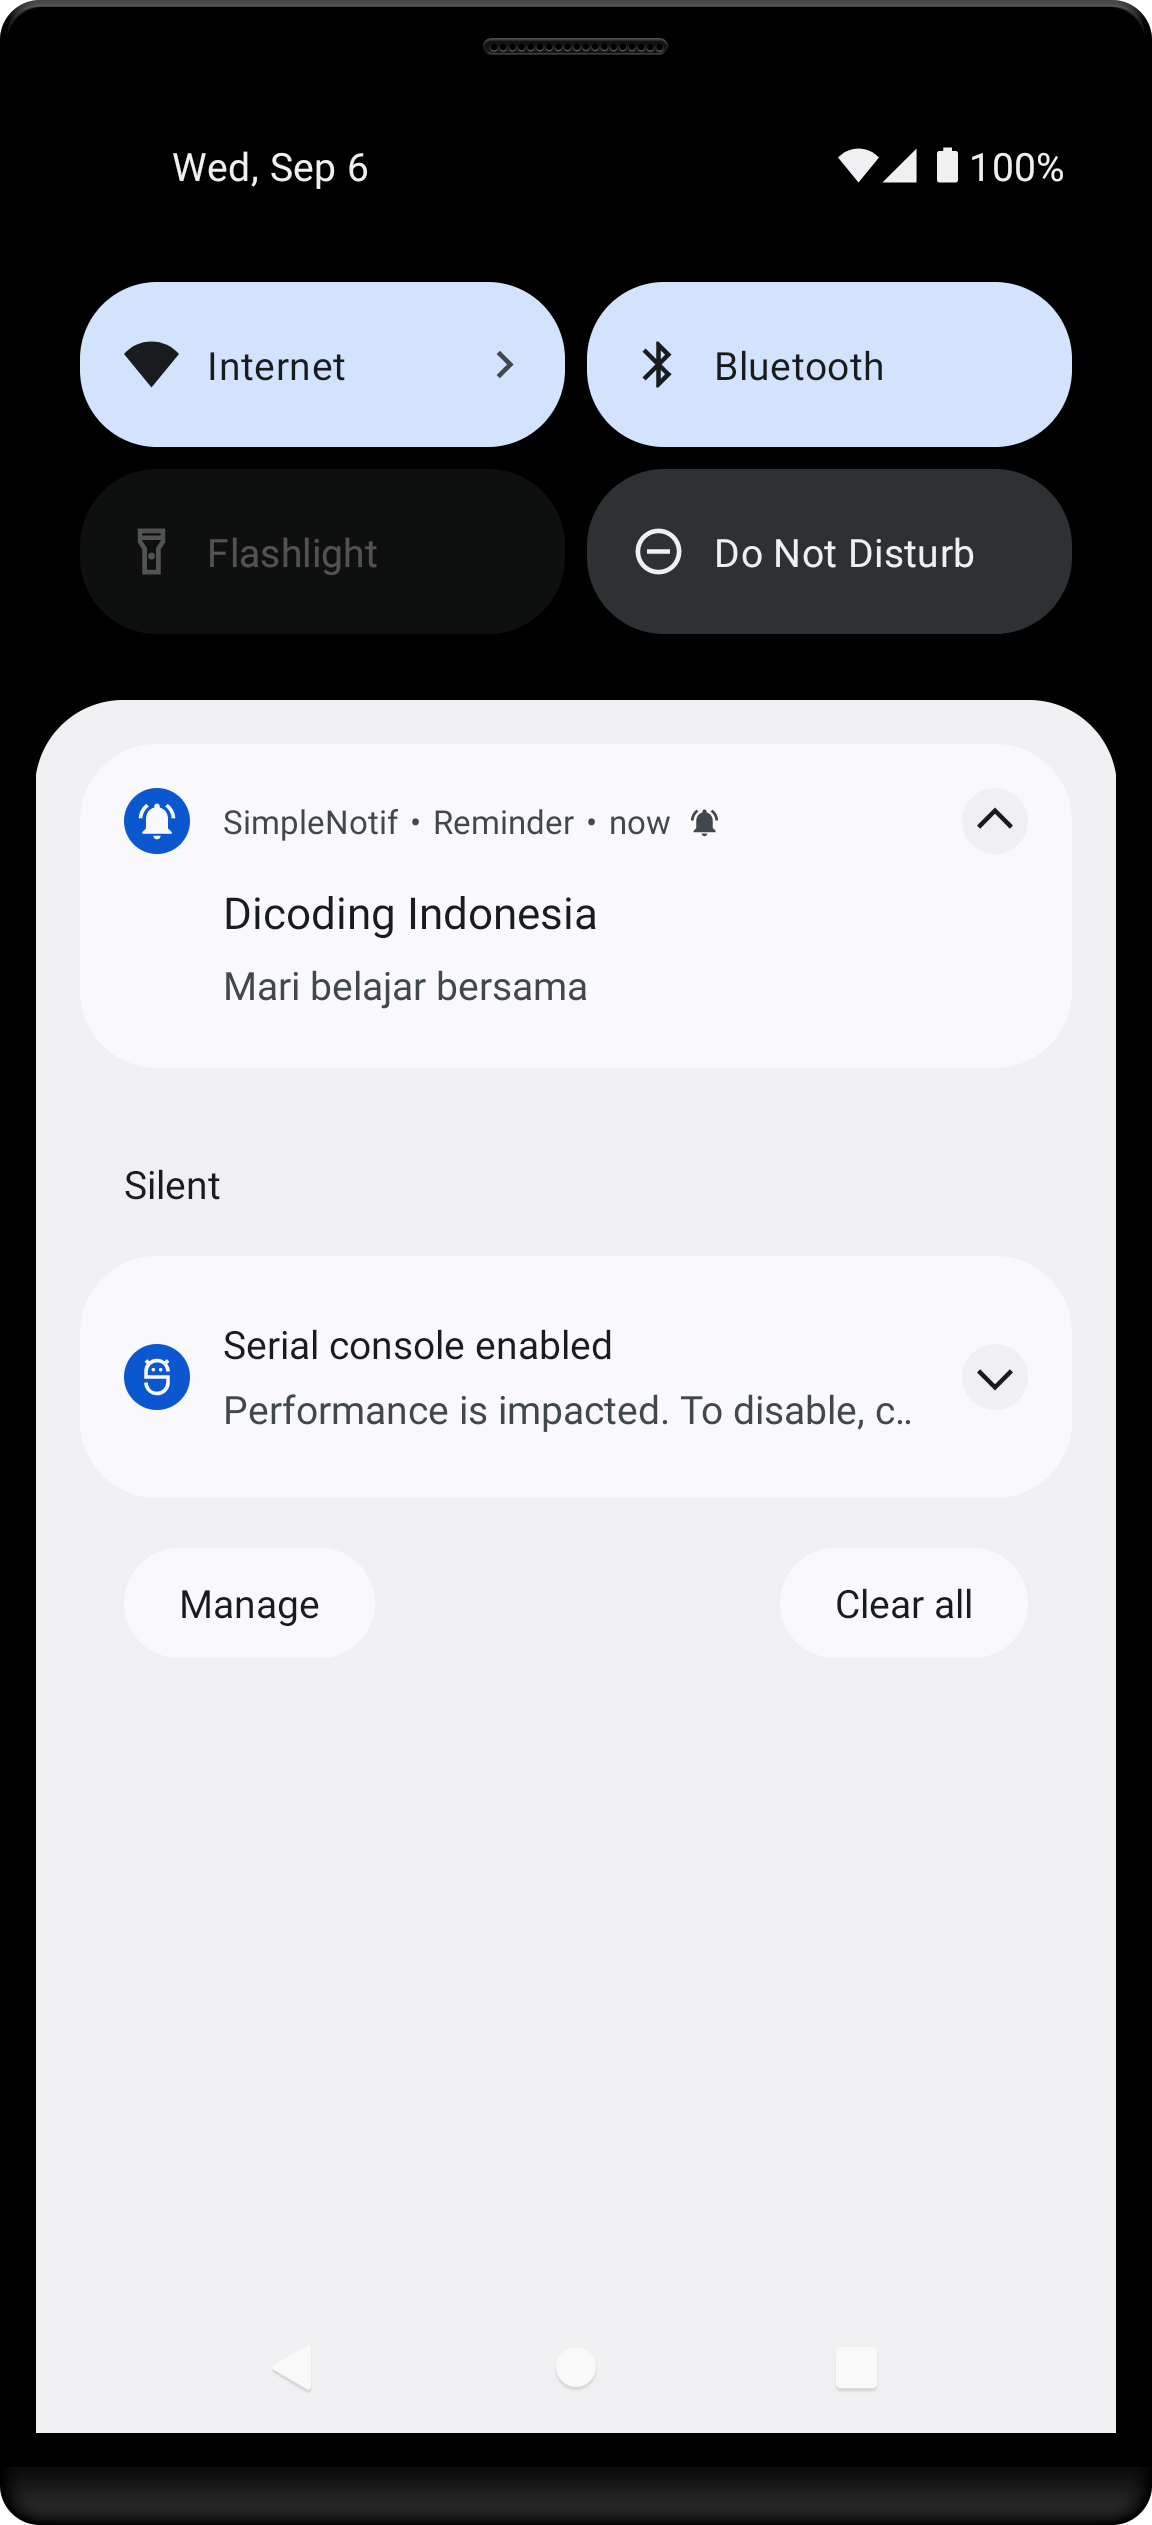 Wed, Sep 6
100%
Internet
Bluetooth
Flashlight
Do Not Disturb
SimpleNotif • Reminder • now
Dicoding Indonesia
Mari belajar bersama
Silent
Serial console enabled
Performance is impacted. To disable, c..
Manage
Clear all